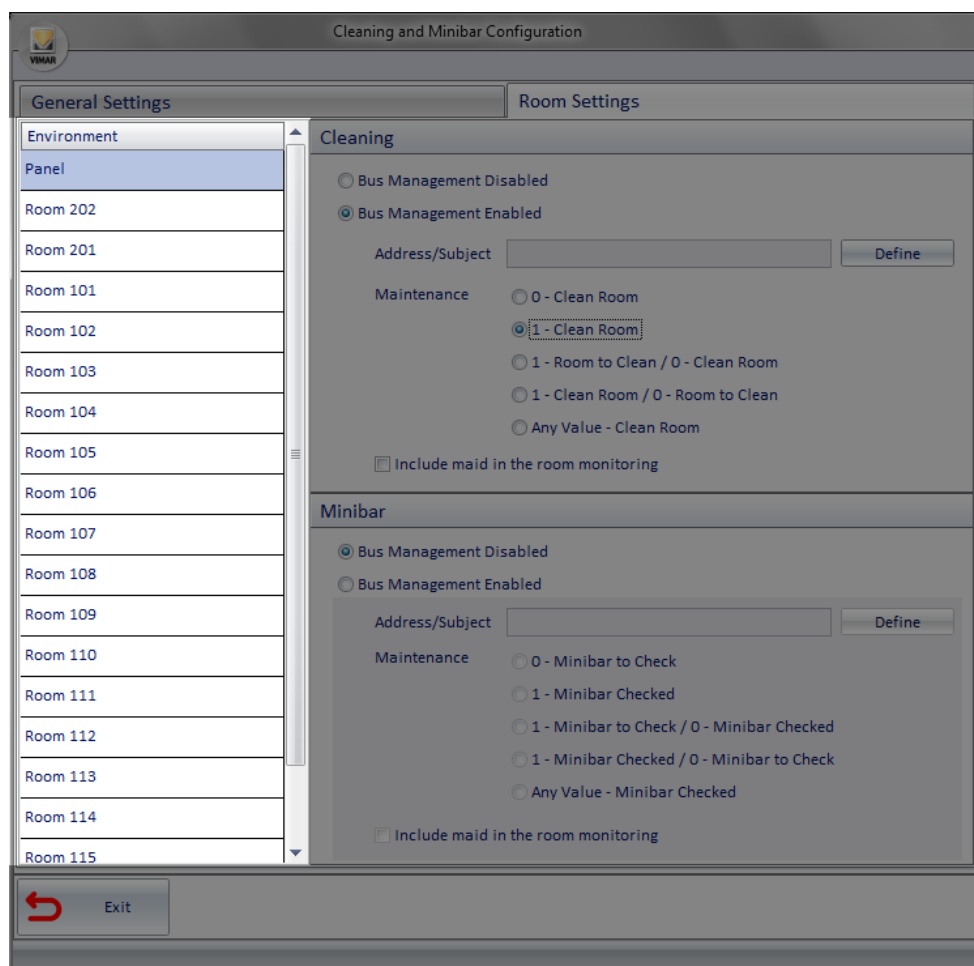 Cleaning and Minibar Configuration
VIMAR
General Settings
Room Settings
Environment
Panel
Room 202
Room 201
Room 101
Room 102
Room 103
Room 104
Room 105
Room 106
Room 107
Room 108
Room 109
Room 110
Room 111
Room 112
Room 113
Room 114
Room 115
Cleaning
Bus Management Disabled
Bus Management Enabled
Address/Subject
Define
Maintenance
0 - Clean Room
1 - Clean Room
1 - Room to Clean / 0 - Clean Room
1 - Clean Room / 0 - Room to Clean
Any Value - Clean Room
Include maid in the room monitoring
Minibar
Bus Management Disabled
Bus Management Enabled
Address/Subject
Define
Maintenance
0 - Minibar to Check
1 - Minibar Checked
1 - Minibar to Check / 0 - Minibar Checked
1 - Minibar Checked / 0 - Minibar to Check
Any Value - Minibar Checked
Include maid in the room monitoring
Exit